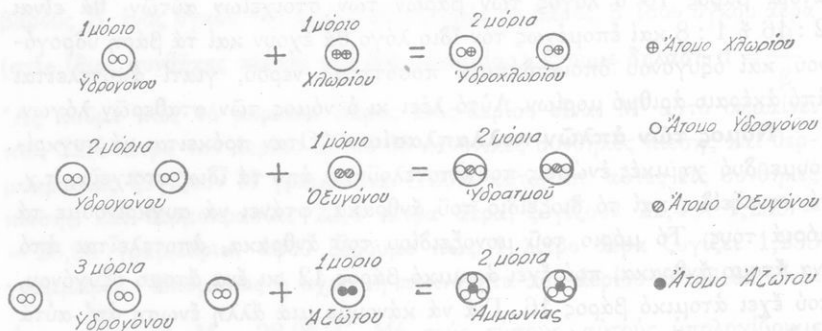 1 μόριο 1 μόριο 2 μόρια
+ =
Ὑδρογόνου Χλωρίου Ὑδροχλωρίου
⊕ Ἄτομο Χλωρίου
2 μόρια 1 μόριο 2 μόρια
+ =
Ὑδρογόνου Ὀξυγόνου Ὑδρατμοῦ
○ Ἄτομο Ὑδρογόνου
⊘ Ἄτομο Ὀξυγόνου
3 μόρια 1 μόριο 2 μόρια
+ =
Ὑδρογόνου Ἀζώτου Ἀμμωνίας
● Ἄτομο Ἀζώτου